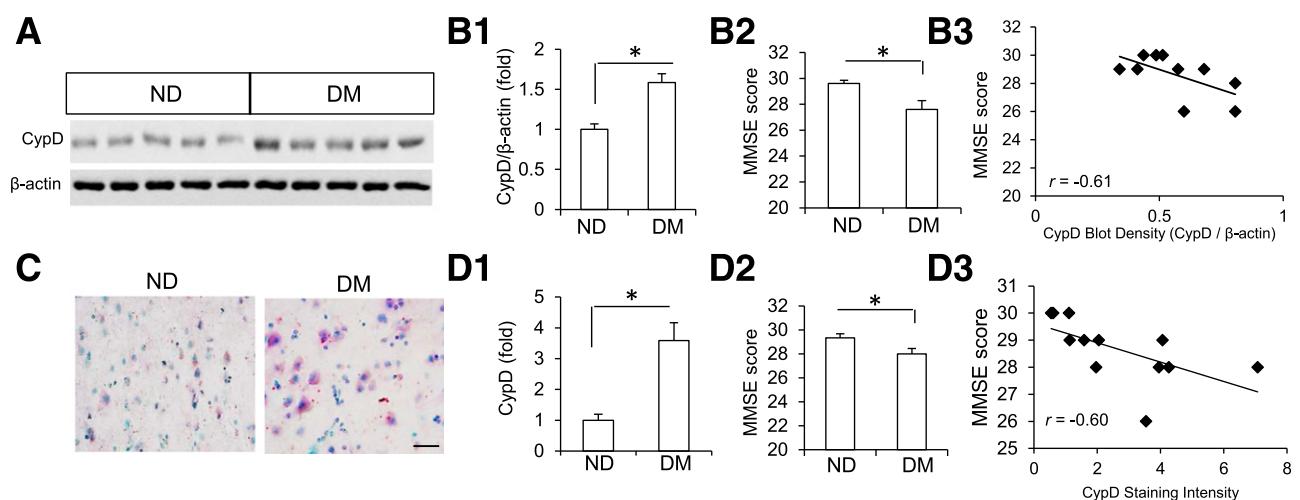 A
ND
DM
CypD
β-actin
B1
CypD/β-actin (fold)
2
1.5
1
0.5
0
*
ND
DM
B2
MMSE score
32
30
28
26
24
22
20
*
ND
DM
B3
MMSE score
32
30
28
26
24
22
20
r = -0.61
0
0.5
1
CypD Blot Density (CypD / β-actin)
C
ND
DM
D1
CypD (fold)
5
4
3
2
1
0
*
ND
DM
D2
MMSE score
32
30
28
26
24
22
20
*
ND
DM
D3
MMSE score
31
30
29
28
27
26
25
r = -0.60
0
2
4
6
8
CypD Staining Intensity